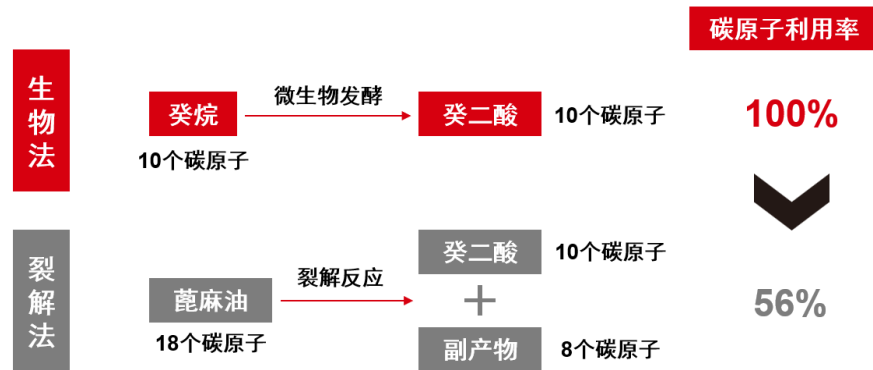 碳原子利用率
生物法
癸烷
微生物发酵
癸二酸
10个碳原子
100%
10个碳原子
裂解法
蓖麻油
裂解反应
癸二酸
10个碳原子
+
56%
18个碳原子
副产物
8个碳原子